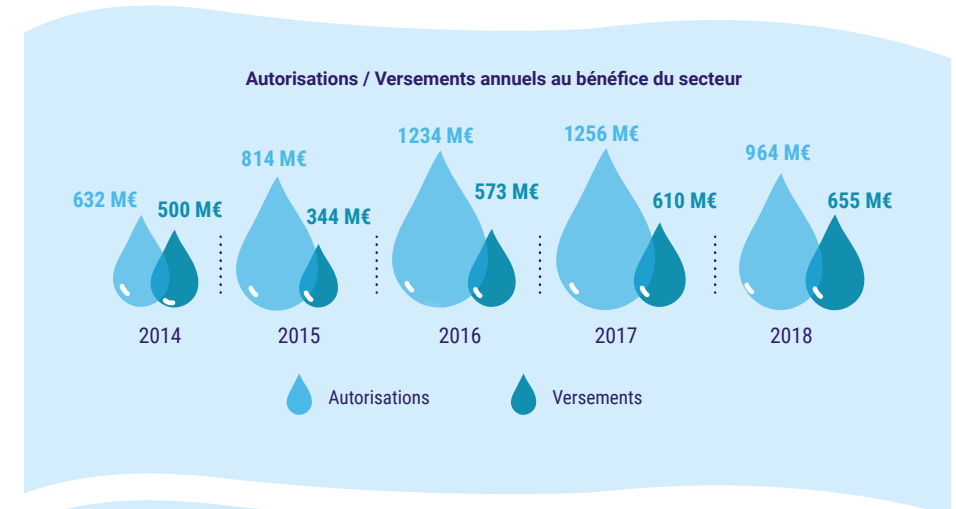 Autorisations / Versements annuels au bénéfice du secteur
632 M€
500 M€
814 M€
344 M€
1234 M€
573 M€
1256 M€
610 M€
964 M€
655 M€
2014
2015
2016
2017
2018
Autorisations
Versements